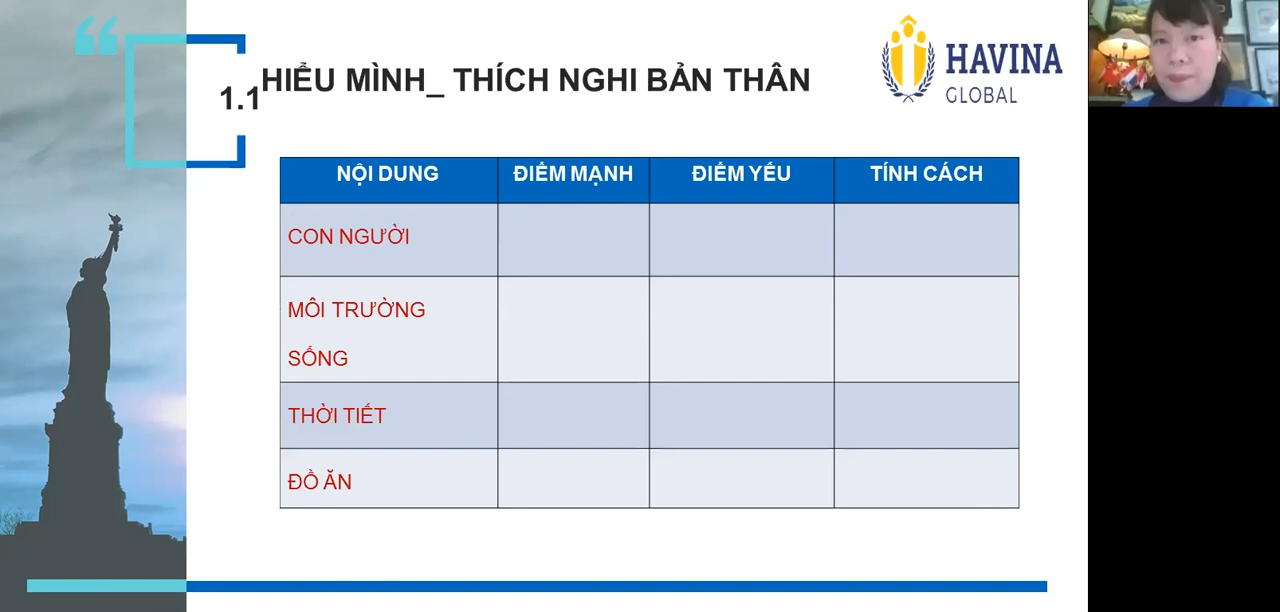 1.1
HIỂU MÌNH_ THÍCH NGHI BẢN THÂN
HAVINA
GLOBAL
NỘI DUNG ĐIỂM MẠNH ĐIỂM YẾU TÍNH CÁCH
CON NGƯỜI
MÔI TRƯỜNG
SỐNG
THỜI TIẾT
ĐỒ ĂN